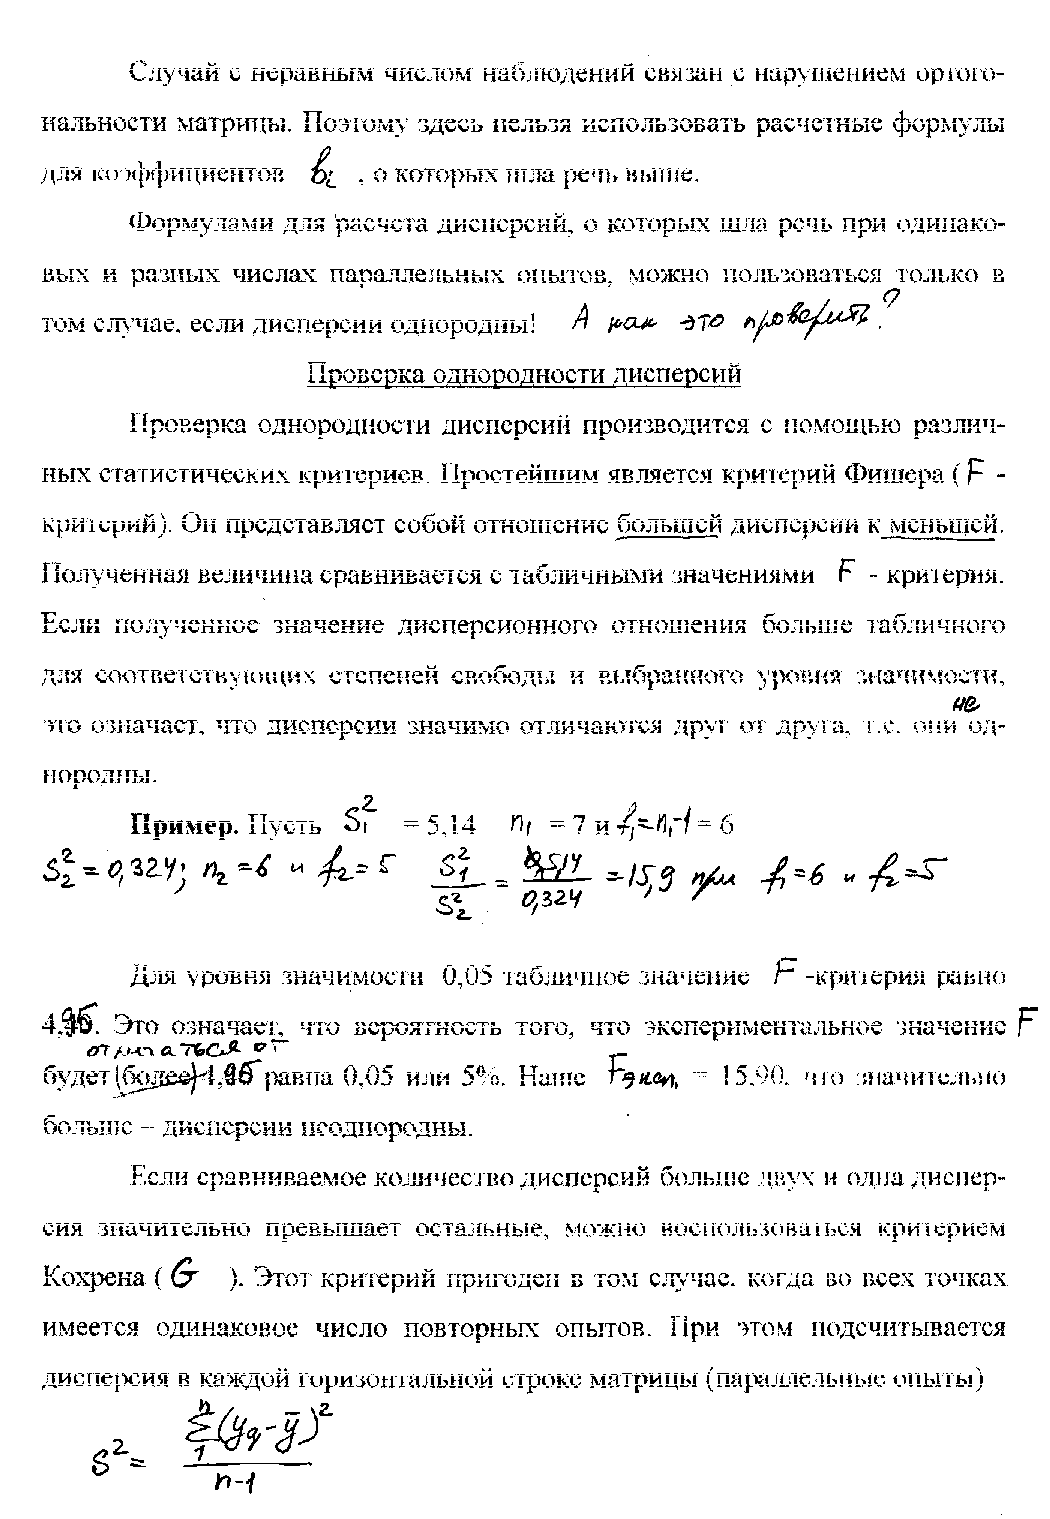 Случай с неравным числом наблюдений связан с нарушением ортого-
нальности матрицы. Поэтому здесь нельзя использовать расчетные формулы
для коэффициентов bᵢ , о которых шла речь выше.
Формулами для расчета дисперсий, о которых шла речь при одинако-
вых и разных числах параллельных опытов, можно пользоваться только в
том случае, если дисперсии однородны! А как это проверить?
Проверка однородности дисперсий
Проверка однородности дисперсий производится с помощью различ-
ных статистических критериев. Простейшим является критерий Фишера ( F -
критерий). Он представляет собой отношение большей дисперсии к меньшей.
Полученная величина сравнивается с табличными значениями F - критерия.
Если полученное значение дисперсионного отношения больше табличного
для соответствующих степеней свободы и выбранного уровня значимости,
это означает, что дисперсии значимо отличаются друг от друга, т.е. они не од-
нородны.
Пример. Пусть S₁² = 5,14 n₁ = 7 и f₁=n₁-1 = 6
S₂² = 0,324; n₂ = 6 и f₂ = 5 S₁²/S₂² = 5,14/0,324 = 15,9 при f₁=6 и f₂=5
Для уровня значимости 0,05 табличное значение F -критерия равно
4,95. Это означает, что вероятность того, что экспериментальное значение F
отличаться от
будет (более) 4,95 равна 0,05 или 5%. Наше Fэксп. = 15,90, что значительно
больше – дисперсии неоднородны.
Если сравниваемое количество дисперсий больше двух и одна диспер-
сия значительно превышает остальные, можно воспользоваться критерием
Кохрена ( G ). Этот критерий пригоден в том случае, когда во всех точках
имеется одинаковое число повторных опытов. При этом подсчитывается
дисперсия в каждой горизонтальной строке матрицы (параллельные опыты)
S² = Σ₁ⁿ(y_q-ȳ)² / n-1